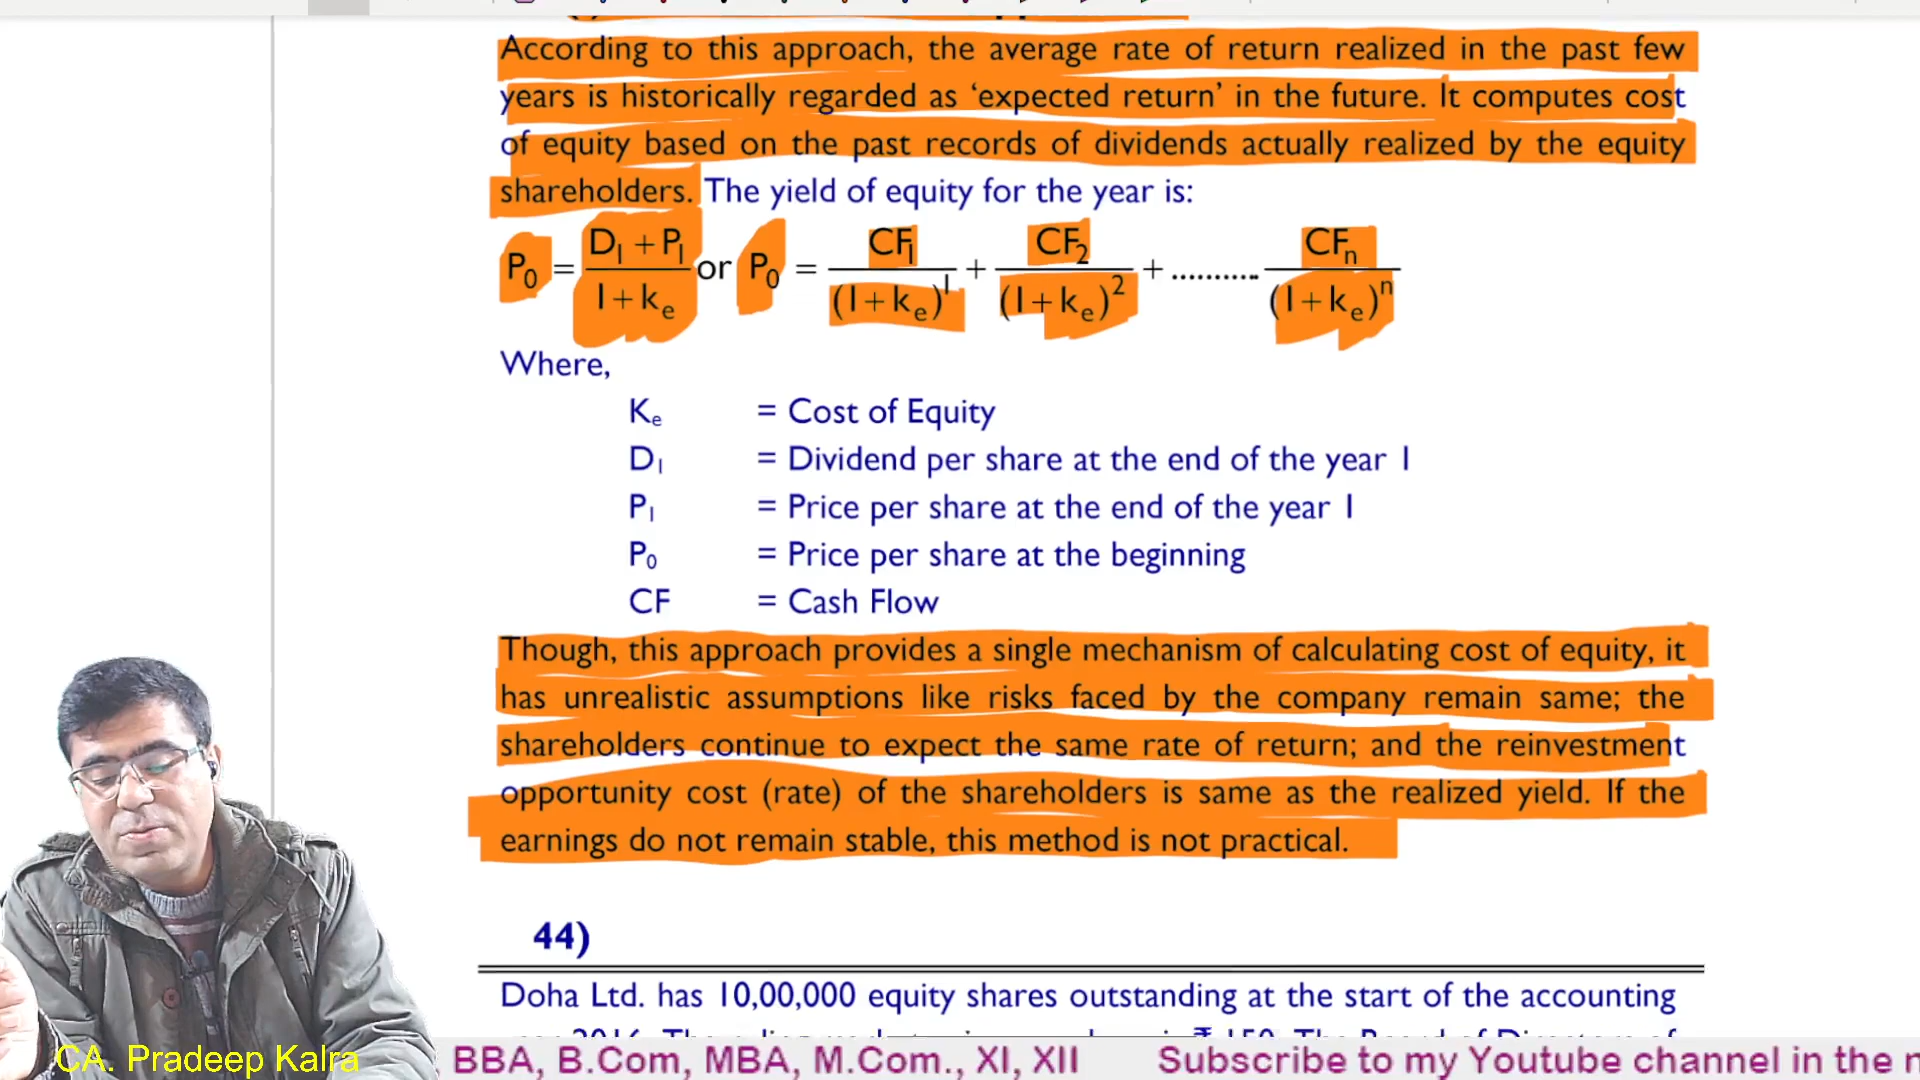 According to this approach, the average rate of return realized in the past few
years is historically regarded as ‘expected return’ in the future. It computes cost
of equity based on the past records of dividends actually realized by the equity
shareholders. The yield of equity for the year is:
P₀ = (D₁ + P₁)/(1 + kₑ) or P₀ = CF₁/(1 + kₑ)¹ + CF₂/(1 + kₑ)² + ........... CFₙ/(1 + kₑ)ⁿ
Where,
Kₑ = Cost of Equity
D₁ = Dividend per share at the end of the year 1
P₁ = Price per share at the end of the year 1
P₀ = Price per share at the beginning
CF = Cash Flow
Though, this approach provides a single mechanism of calculating cost of equity, it
has unrealistic assumptions like risks faced by the company remain same; the
shareholders continue to expect the same rate of return; and the reinvestment
opportunity cost (rate) of the shareholders is same as the realized yield. If the
earnings do not remain stable, this method is not practical.
44)
Doha Ltd. has 10,00,000 equity shares outstanding at the start of the accounting
CA. Pradeep Kalra
, BBA, B.Com, MBA, M.Com., XI, XII Subscribe to my Youtube channel in the